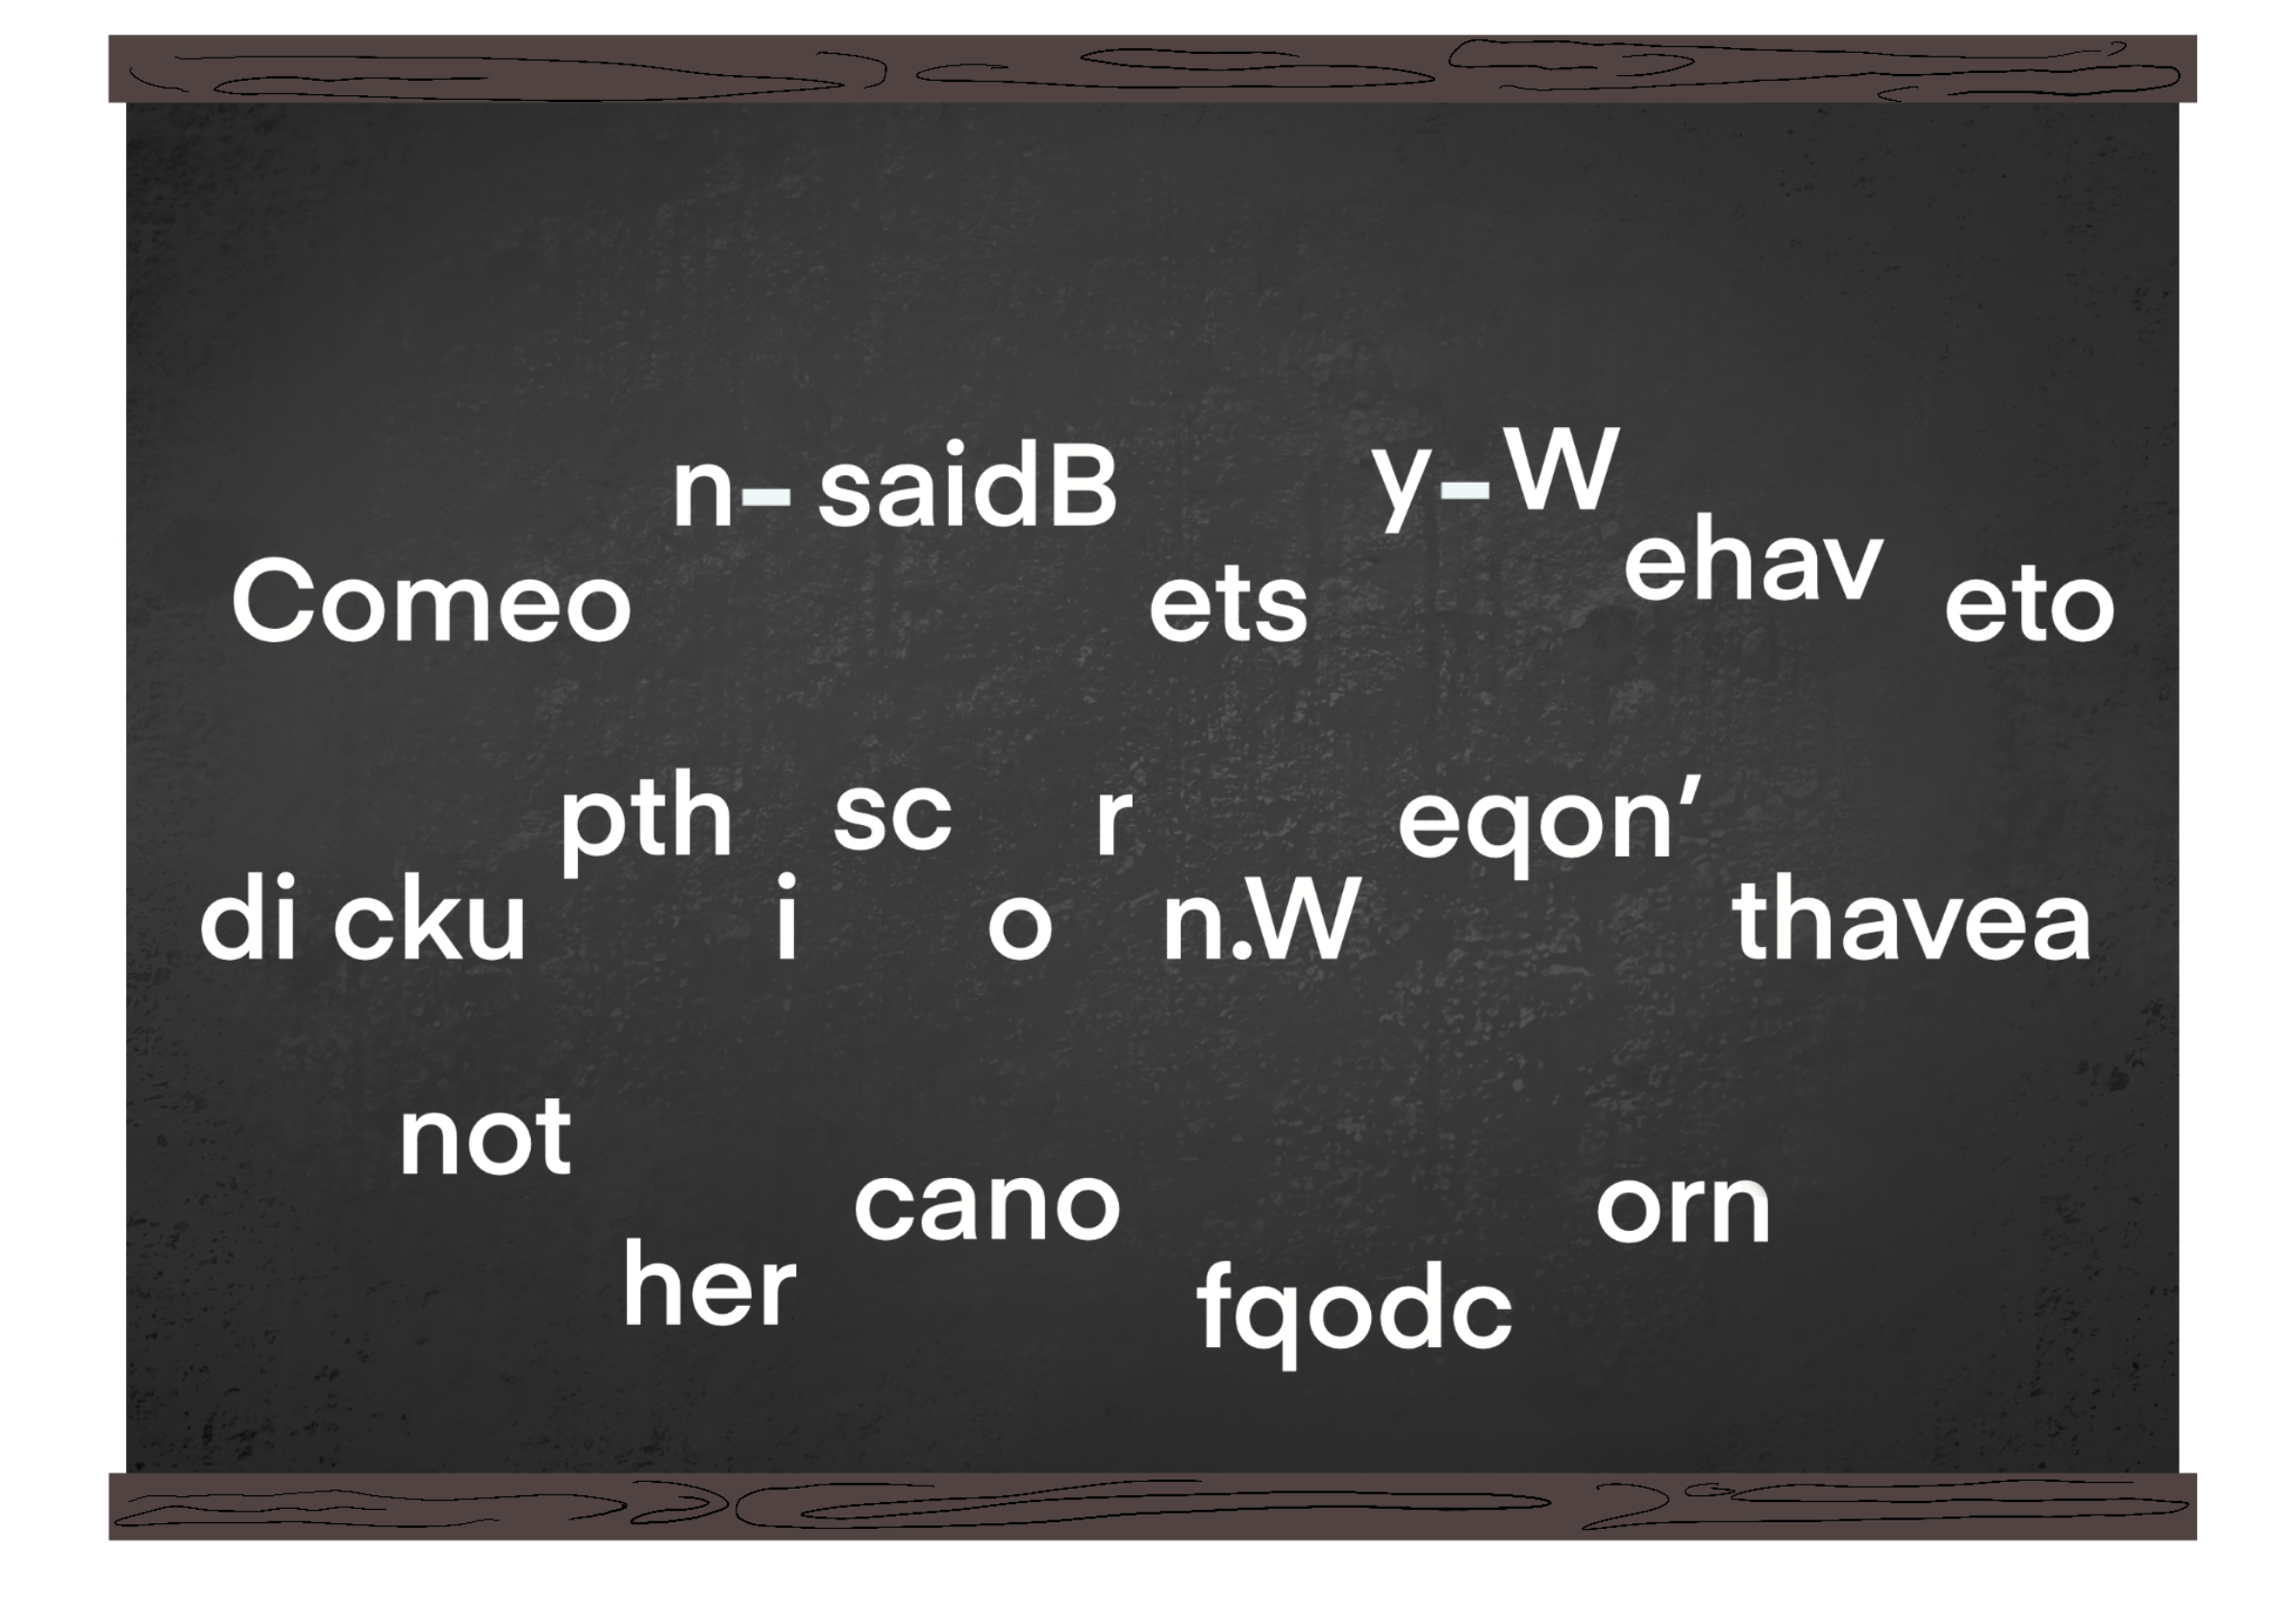 Comeo n- saidB ets y-W ehav eto
di cku pth i sc o r n.W eqon’ thavea
not her cano fqodc orn